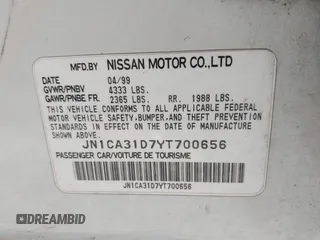 MFD.BY NISSAN MOTOR CO.,LTD
DATE 04/99
GVWR/PNBV 4333 LBS.
GAWR/PNBE FR. 2365 LBS. RR. 1988 LBS.
THIS VEHICLE CONFORMS TO ALL APPLICABLE FEDERAL
MOTOR VEHICLE SAFETY, BUMPER, AND THEFT PREVENTION
STANDARDS IN EFFECT ON THE DATE OF MANUFACTURE
SHOWN ABOVE.
JN1CA31D7YT700656
PASSENGER CAR/VOITURE DE TOURISME
JN1CA31D7YT700656
DREAMBID